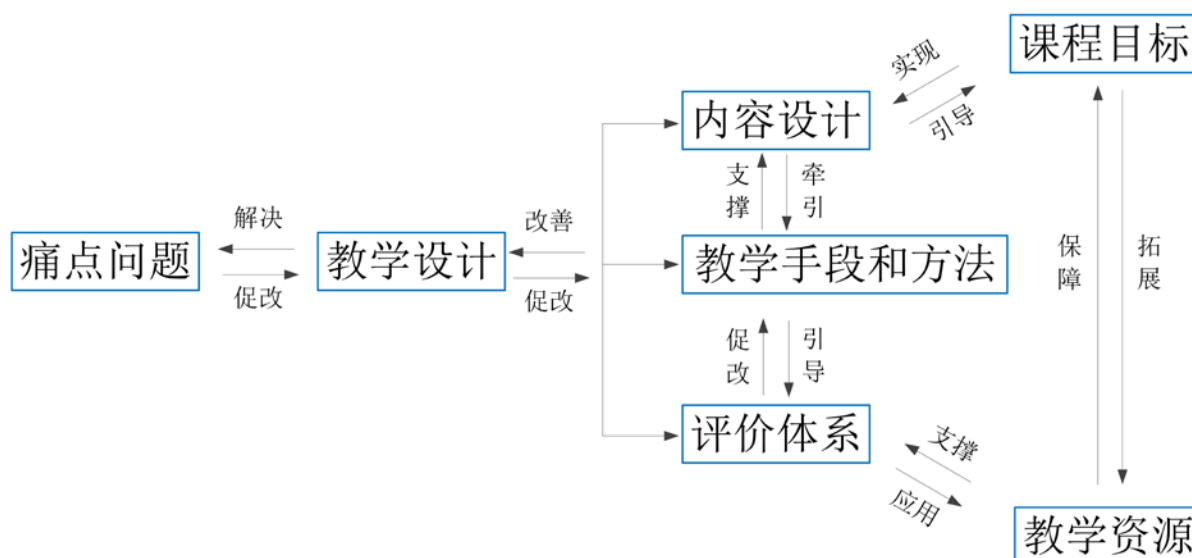 课程目标
实现
引导
内容设计
支撑
牵引
解决
改善
保障
拓展
痛点问题
教学设计
教学手段和方法
促改
促改
促改
引导
评价体系
支撑
应用
教学资源